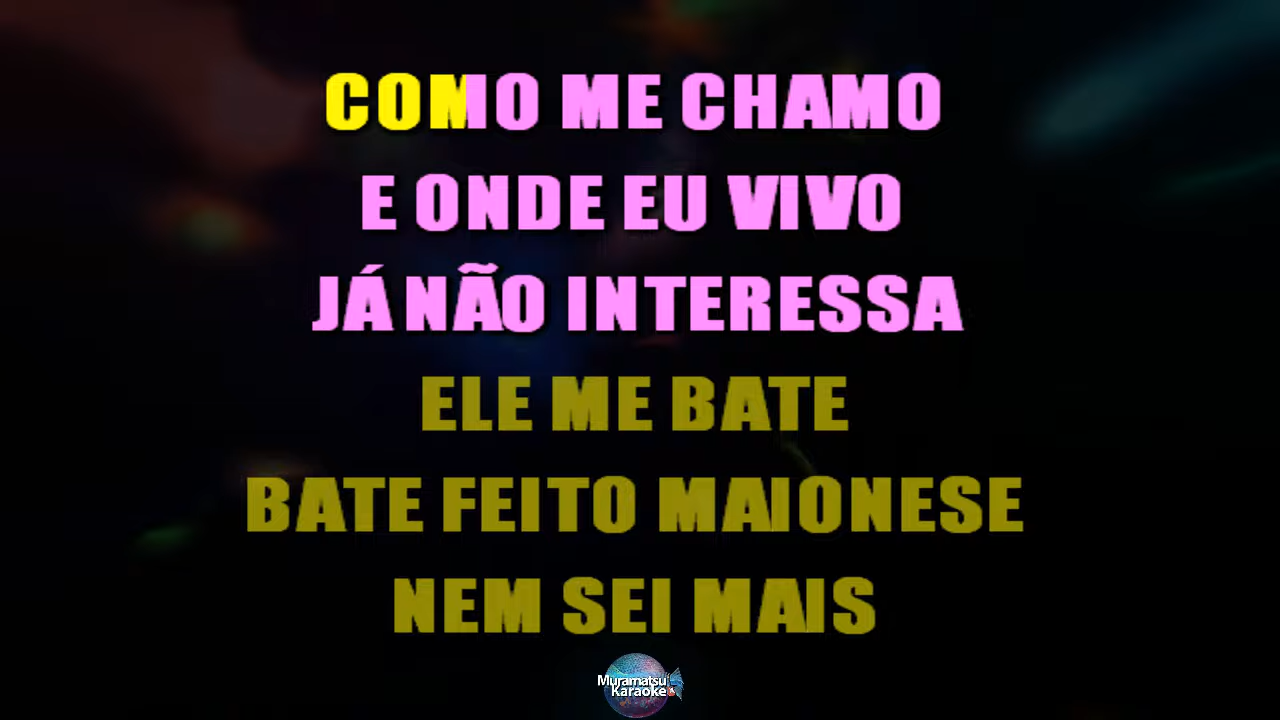 COMO ME CHAMO
E ONDE EU VIVO
JÁ NÃO INTERESSA
ELE ME BATE
BATE FEITO MAIONESE
NEM SEI MAIS
Muramatsu
Karaoke